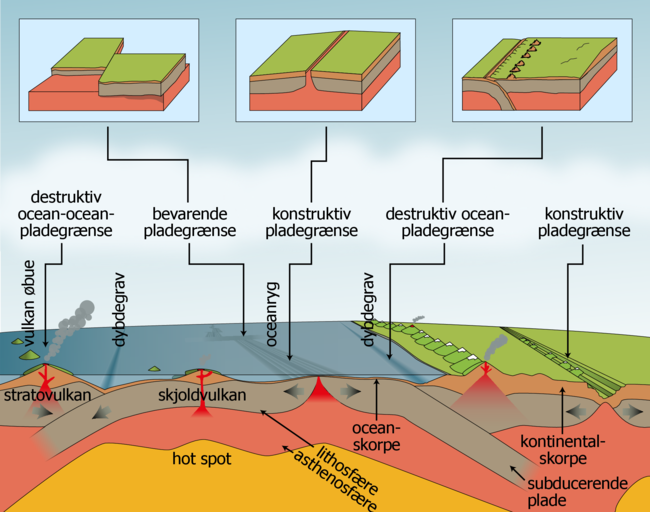 destruktiv
ocean-ocean-
pladegrænse
bevarende
pladegrænse
konstruktiv
pladegrænse
destruktiv ocean-
pladegrænse
konstruktiv
pladegrænse
vulkan øbue
dybdegrav
oceanryg
dybdegrav
stratovulkan
skjoldvulkan
ocean-
skorpe
kontinental-
skorpe
hot spot
lithosfære
asthenosfære
subducerende
plade